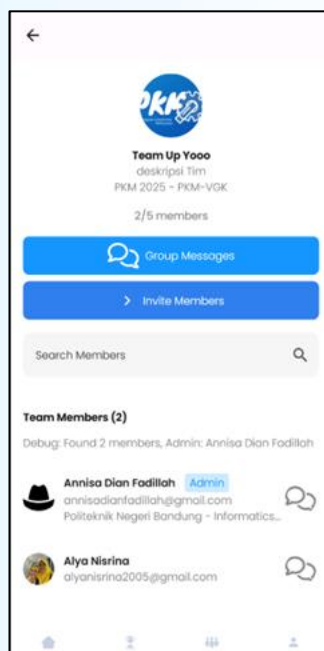 PKM
Team Up Yooo
deskripsi Tim
PKM 2025 - PKM-VGK
2/5 members
Group Messages
Invite Members
Search Members
Team Members (2)
Debug: Found 2 members, Admin: Annisa Dian Fadillah
Annisa Dian Fadillah Admin
annisadianfadillah@gmail.com
Politeknik Negeri Bandung - Informatics...
Alya Nisrina
alyanisrina2005@gmail.com